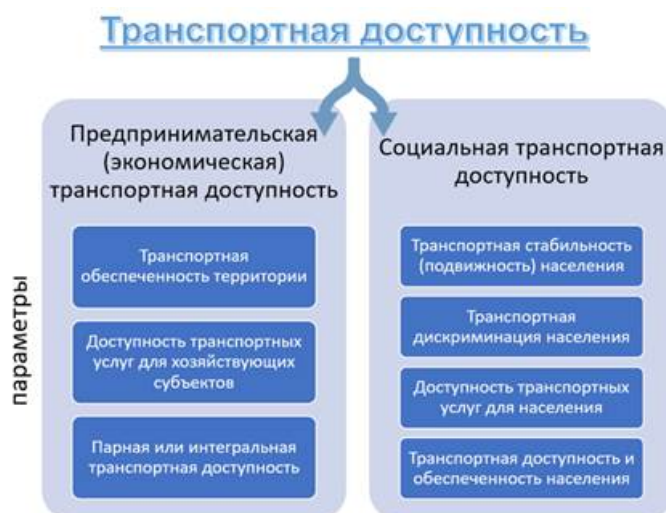 Транспортная доступность
Предпринимательская
(экономическая)
транспортная доступность
Транспортная
обеспеченность территории
Доступность транспортных
услуг для хозяйствующих
субъектов
Парная или интегральная
транспортная доступность
Социальная транспортная
доступность
Транспортная стабильность
(подвижность) населения
Транспортная
дискриминация населения
Доступность транспортных
услуг для населения
Транспортная доступность и
обеспеченность населения
параметры